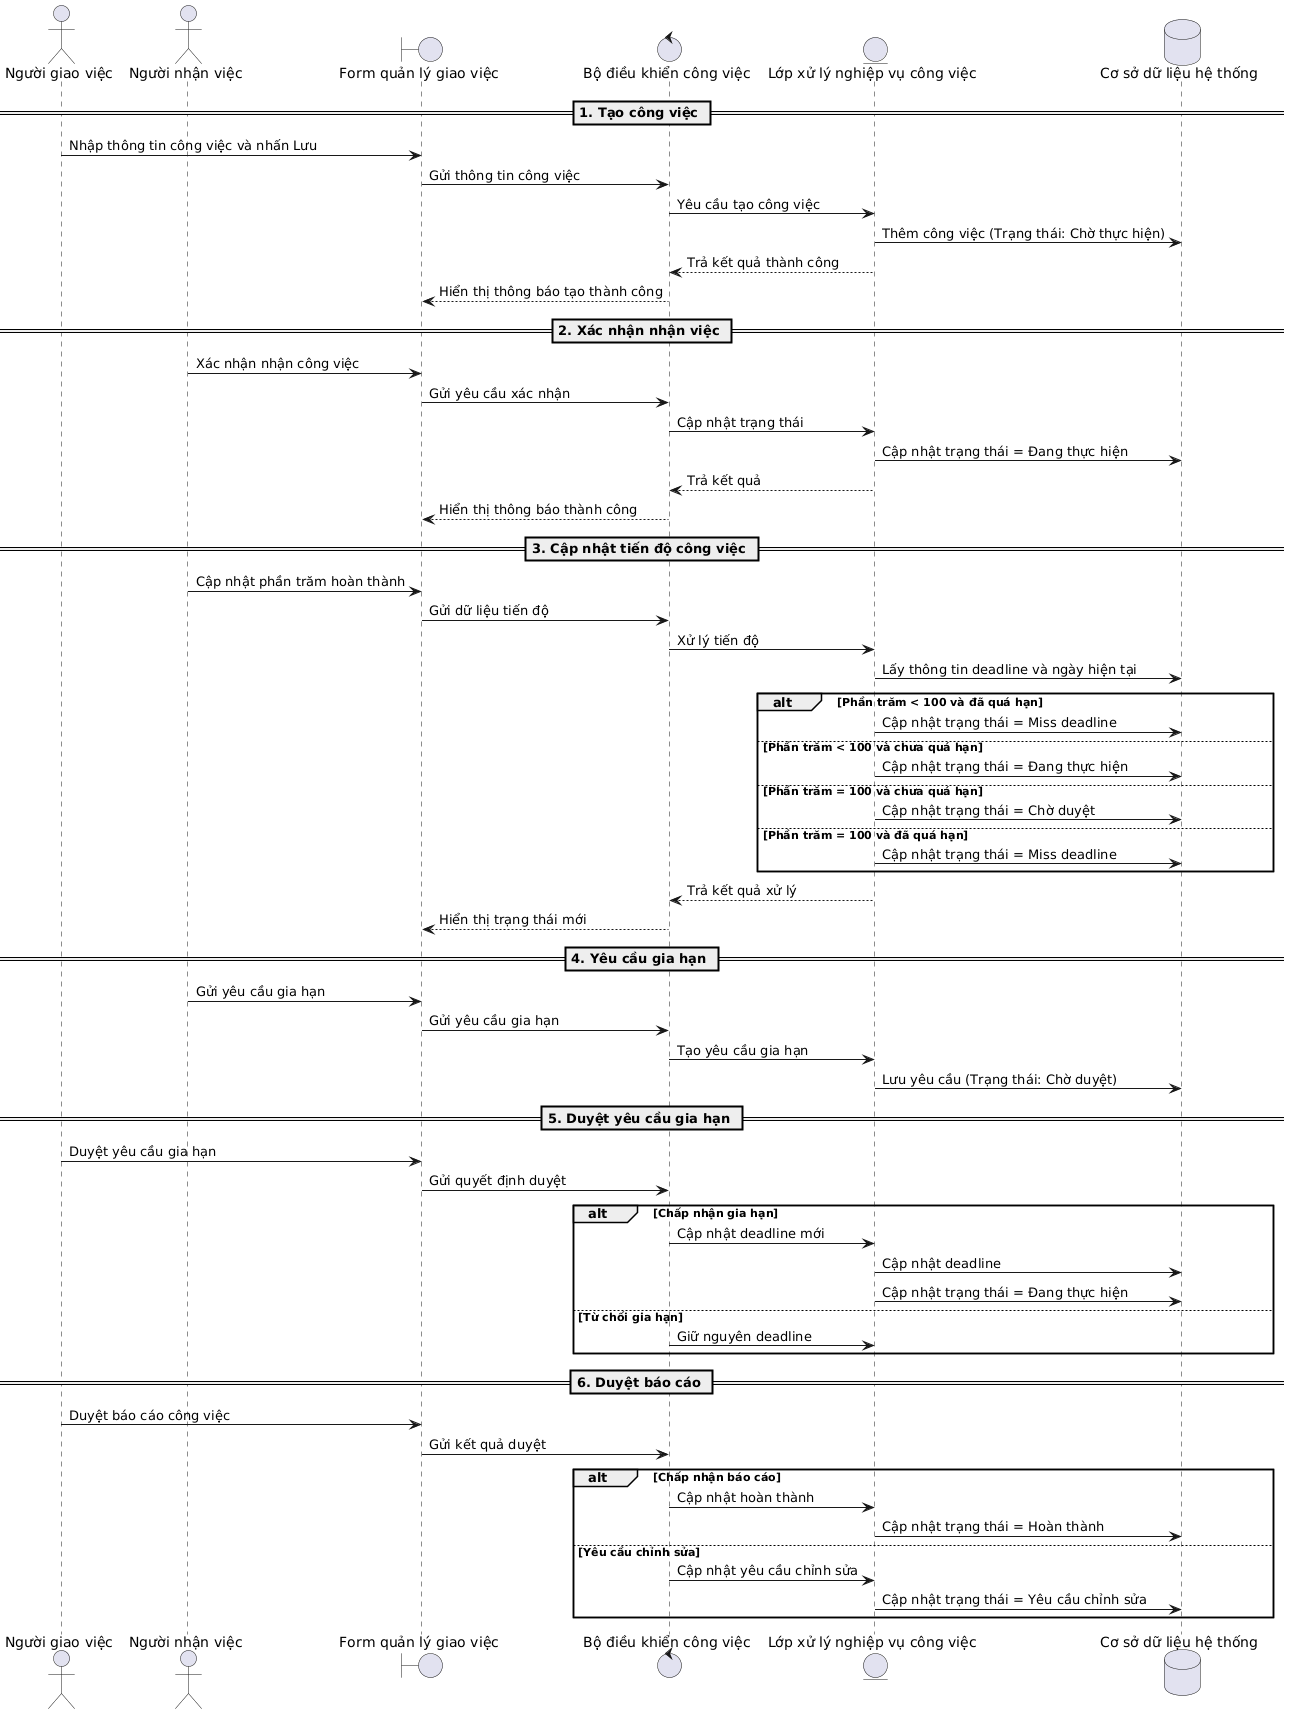 Người giao việc Người nhận việc Form quản lý giao việc Bộ điều khiển công việc Lớp xử lý nghiệp vụ công việc Cơ sở dữ liệu hệ thống
1. Tạo công việc
Nhập thông tin công việc và nhấn Lưu
Gửi thông tin công việc
Yêu cầu tạo công việc
Thêm công việc (Trạng thái: Chờ thực hiện)
Trả kết quả thành công
Hiển thị thông báo tạo thành công
2. Xác nhận nhận việc
Xác nhận nhận công việc
Gửi yêu cầu xác nhận
Cập nhật trạng thái
Cập nhật trạng thái = Đang thực hiện
Trả kết quả
Hiển thị thông báo thành công
3. Cập nhật tiến độ công việc
Cập nhật phần trăm hoàn thành
Gửi dữ liệu tiến độ
Xử lý tiến độ
Lấy thông tin deadline và ngày hiện tại
alt [Phần trăm < 100 và đã quá hạn]
Cập nhật trạng thái = Miss deadline
[Phần trăm < 100 và chưa quá hạn]
Cập nhật trạng thái = Đang thực hiện
[Phần trăm = 100 và chưa quá hạn]
Cập nhật trạng thái = Chờ duyệt
[Phần trăm = 100 và đã quá hạn]
Cập nhật trạng thái = Miss deadline
Trả kết quả xử lý
Hiển thị trạng thái mới
4. Yêu cầu gia hạn
Gửi yêu cầu gia hạn
Gửi yêu cầu gia hạn
Tạo yêu cầu gia hạn
Lưu yêu cầu (Trạng thái: Chờ duyệt)
5. Duyệt yêu cầu gia hạn
Duyệt yêu cầu gia hạn
Gửi quyết định duyệt
alt [Chấp nhận gia hạn]
Cập nhật deadline mới
Cập nhật deadline
Cập nhật trạng thái = Đang thực hiện
[Từ chối gia hạn]
Giữ nguyên deadline
6. Duyệt báo cáo
Duyệt báo cáo công việc
Gửi kết quả duyệt
alt [Chấp nhận báo cáo]
Cập nhật hoàn thành
Cập nhật trạng thái = Hoàn thành
[Yêu cầu chỉnh sửa]
Cập nhật yêu cầu chỉnh sửa
Cập nhật trạng thái = Yêu cầu chỉnh sửa
Người giao việc Người nhận việc Form quản lý giao việc Bộ điều khiển công việc Lớp xử lý nghiệp vụ công việc Cơ sở dữ liệu hệ thống